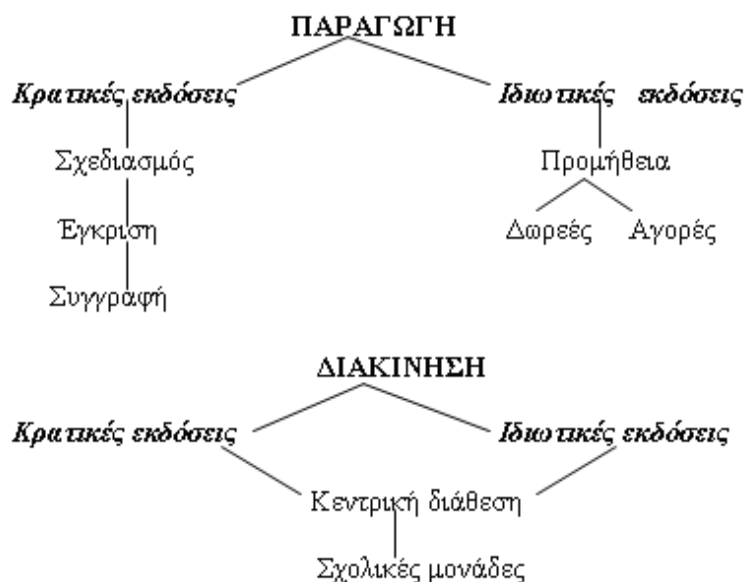 ΠΑΡΑΓΩΓΗ
Κρατικές εκδόσεις Ιδιωτικές εκδόσεις
Σχεδιασμός Προμήθεια
Έγκριση Δωρεές Αγορές
Συγγραφή
ΔΙΑΚΙΝΗΣΗ
Κρατικές εκδόσεις Ιδιωτικές εκδόσεις
Κεντρική διάθεση
Σχολικές μονάδες